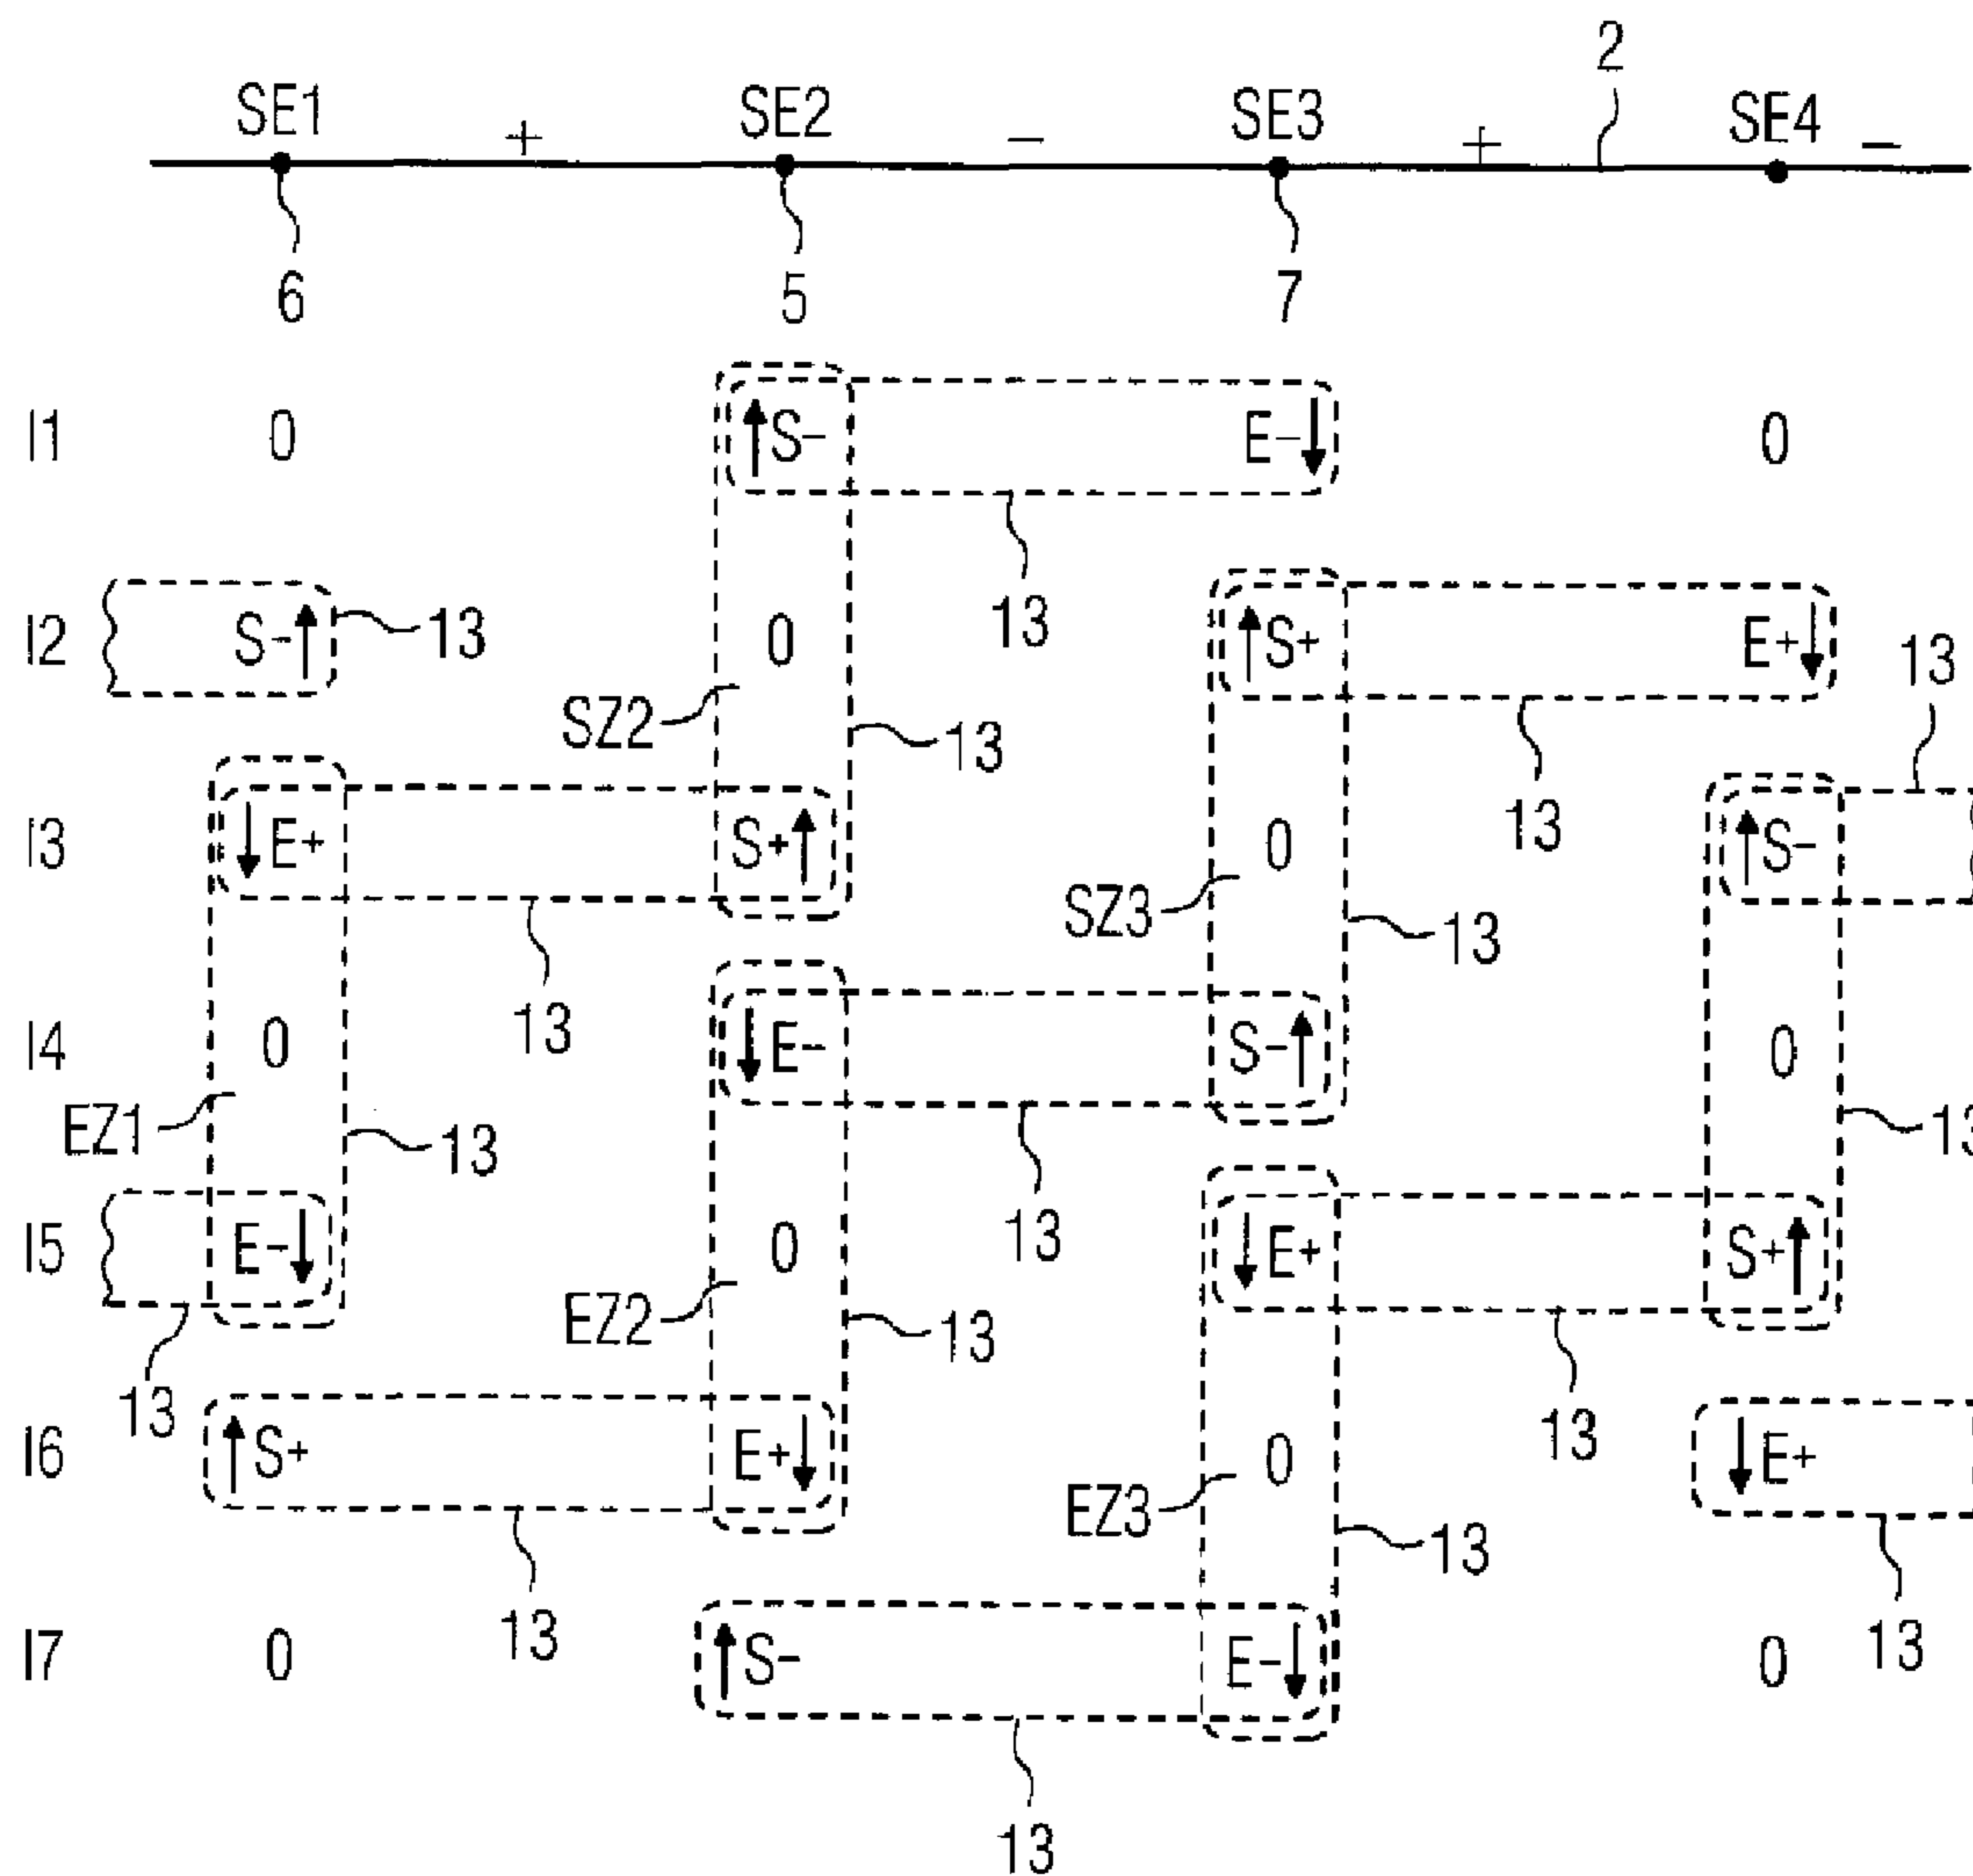 2
SE1 + SE2 – SE3 + SE4 –
6 5 7
I1 0 S- E- 0
13
I2 S- 13 0 S+ E+ 13
SZ2 13 13
I3 E+ S+ 0 S-
13 SZ3 13
I4 0 E- S- 0
EZ1 13 13 13
I5 E- 0 E+ S+
13 EZ2 13 13
I6 S+ E+ 0 E+
13 EZ3 13 13
I7 0 S- E- 0
13